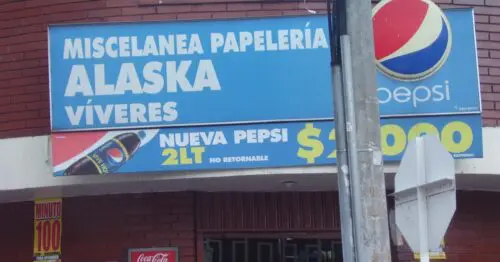 MISCELANEA PAPELERÍA
ALASKA
VÍVERES
pepsi
NUEVA PEPSI
2LT
NO RETORNABLE
MINUTO
100
Coca-Cola